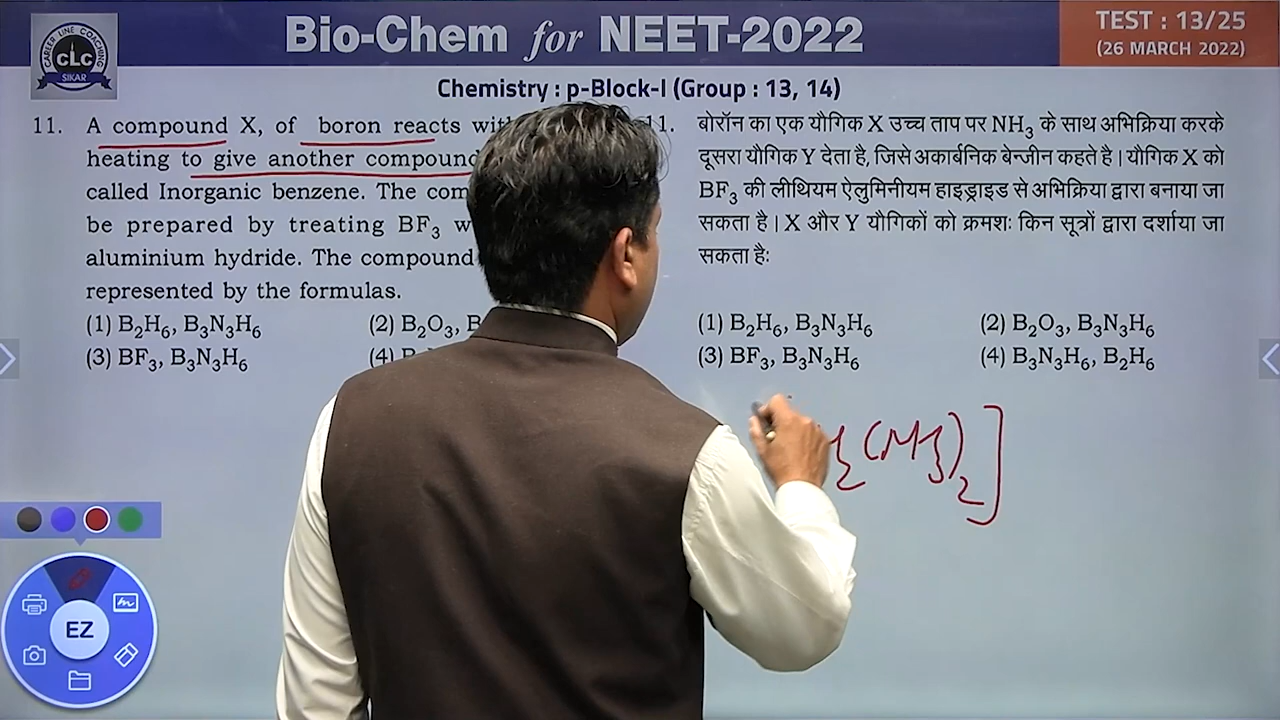 CAREER LINE COACHING
CLC
SIKAR
Bio-Chem for NEET-2022
TEST : 13/25
(26 MARCH 2022)
Chemistry : p-Block-I (Group : 13, 14)
11. A compound X, of boron reacts
heating to give another compound
called Inorganic benzene. The
be prepared by treating BF₃
aluminium hydride. The compound
represented by the formulas.
(1) B₂H₆, B₃N₃H₆ (2) B₂O₃,
(3) BF₃, B₃N₃H₆ (4)
बोरॉन का एक यौगिक X उच्च ताप पर NH₃ के साथ अभिक्रिया करके
दूसरा यौगिक Y देता है, जिसे अकार्बनिक बेन्जीन कहते है। यौगिक X को
BF₃ की लीथियम ऐलुमिनीयम हाइड्राइड से अभिक्रिया द्वारा बनाया जा
सकता है। X और Y यौगिकों को क्रमशः किन सूत्रों द्वारा दर्शाया जा
सकता हैः
(1) B₂H₆, B₃N₃H₆ (2) B₂O₃, B₃N₃H₆
(3) BF₃, B₃N₃H₆ (4) B₃N₃H₆, B₂H₆
(NH₃)₂]
EZ